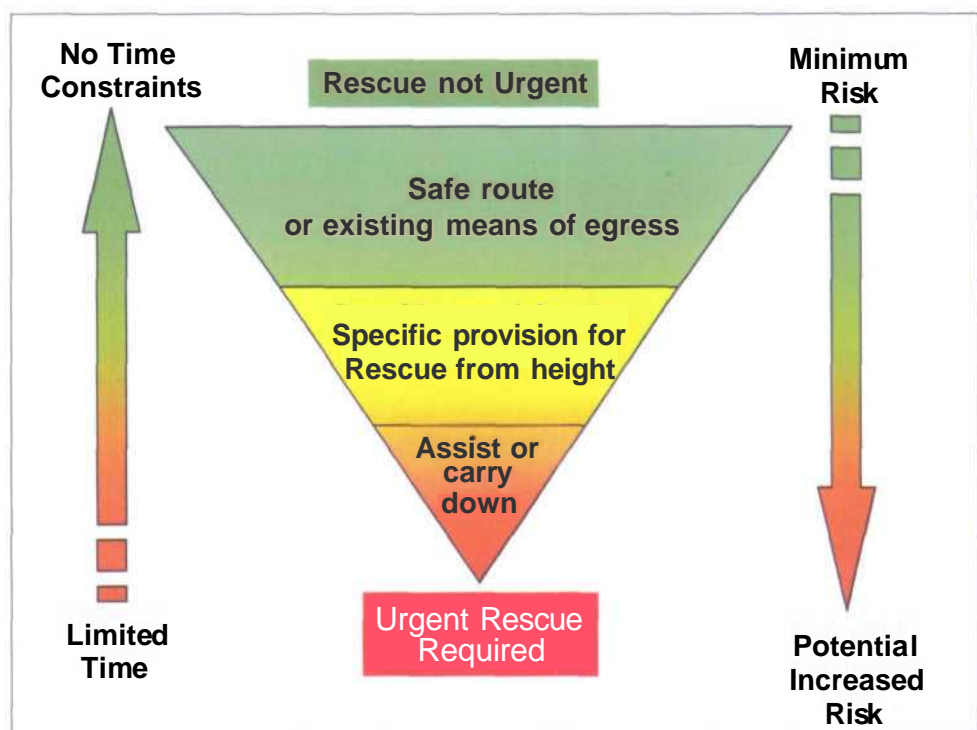 No Time
Constraints
Rescue not Urgent
Minimum
Risk
Safe route
or existing means of egress
Specific provision for
Rescue from height
Assist or
carry
down
Urgent Rescue
Required
Limited
Time
Potential
Increased
Risk